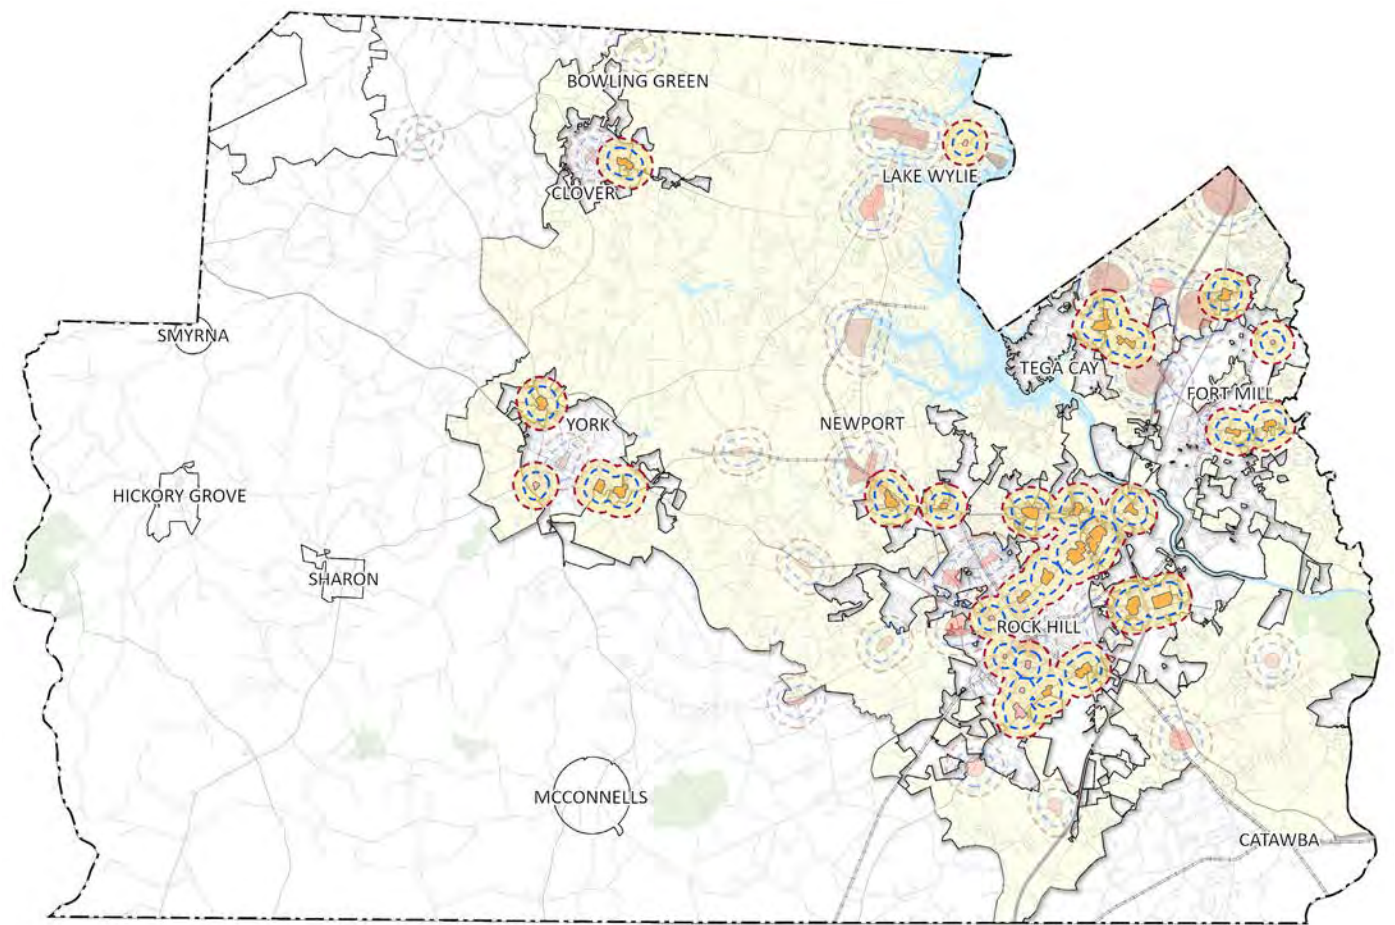 BOWLING GREEN
LAKE WYLIE
CLOVER
SMYRNA
TEGA CAY
FORT MILL
YORK
NEWPORT
HICKORY GROVE
SHARON
ROCK HILL
MCCONNELLS
CATAWBA